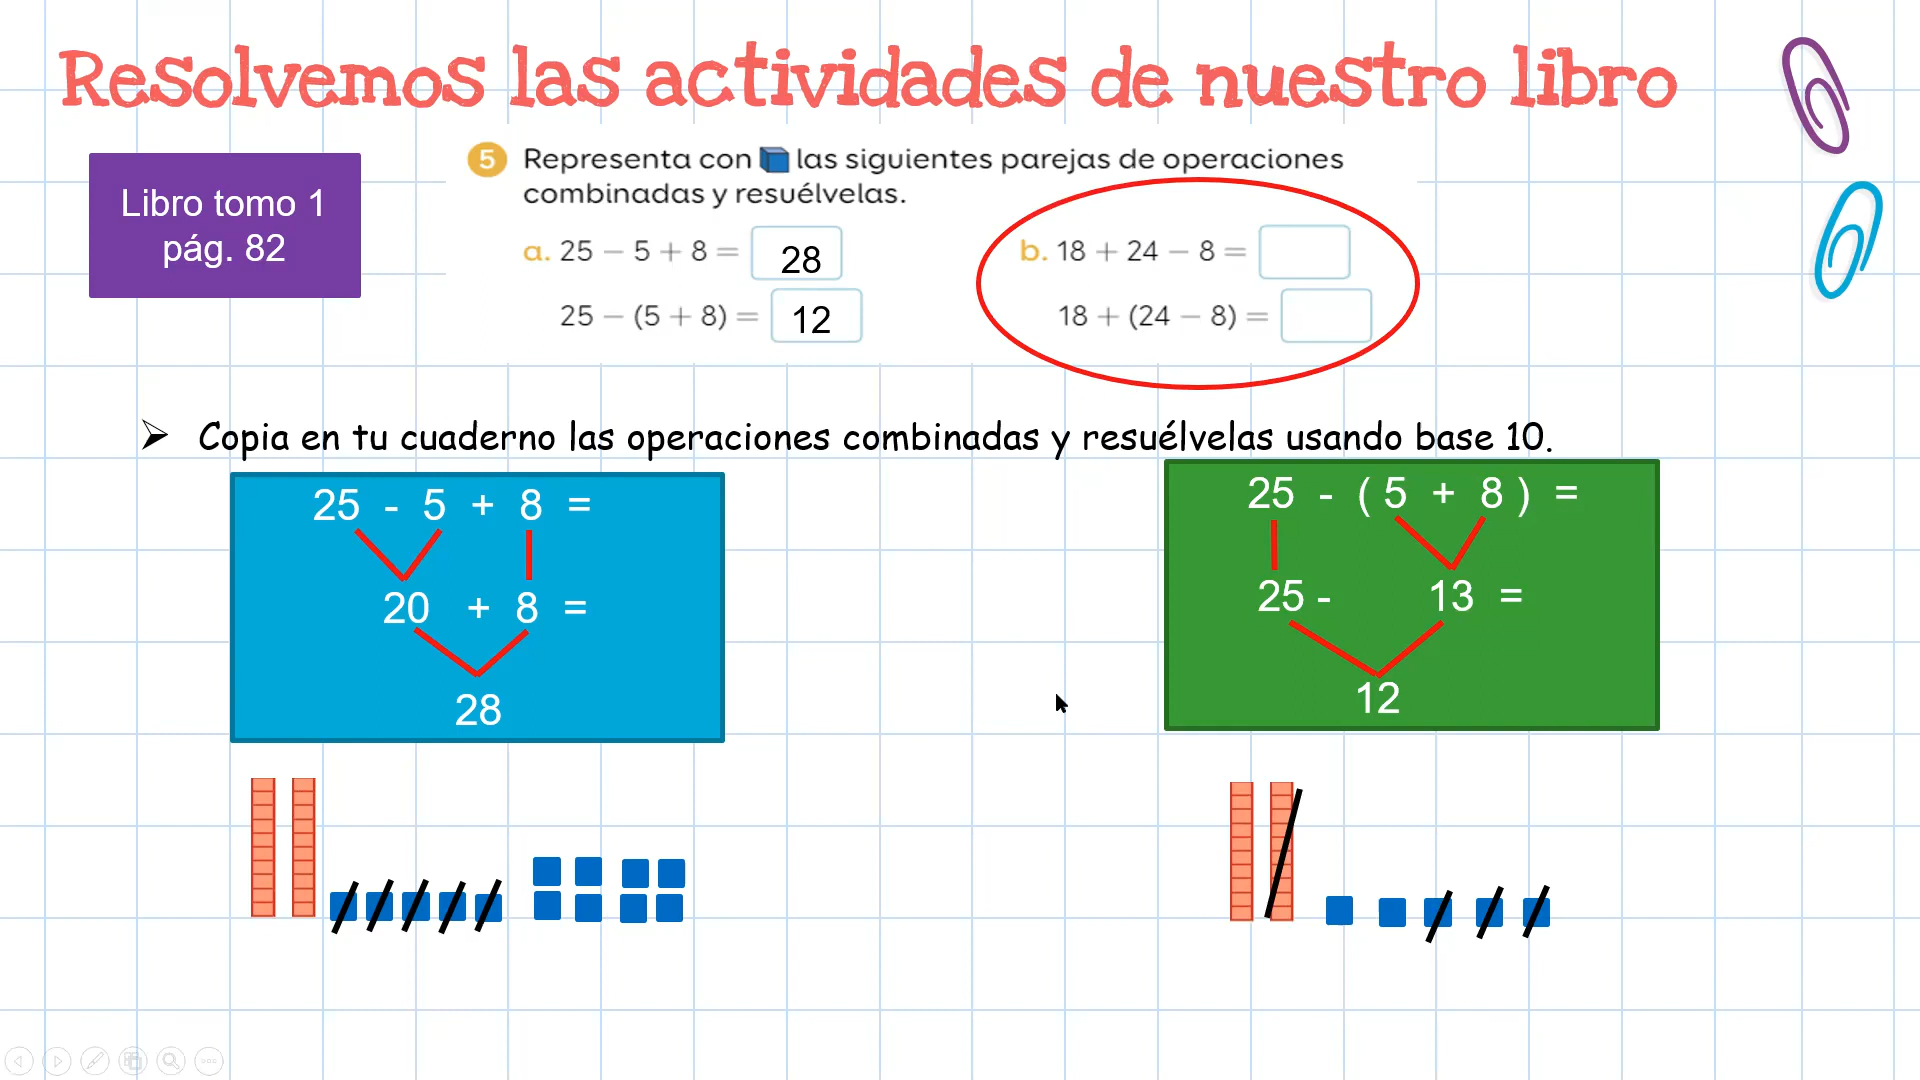 Resolvemos las actividades de nuestro libro
Libro tomo 1
pág. 82
5 Representa con las siguientes parejas de operaciones
combinadas y resuélvelas.
a. 25 − 5 + 8 = 28
25 − (5 + 8) = 12
b. 18 + 24 − 8 =
18 + (24 − 8) =
➤ Copia en tu cuaderno las operaciones combinadas y resuélvelas usando base 10.
25 - 5 + 8 =
20 + 8 =
28
25 - ( 5 + 8 ) =
25 - 13 =
12